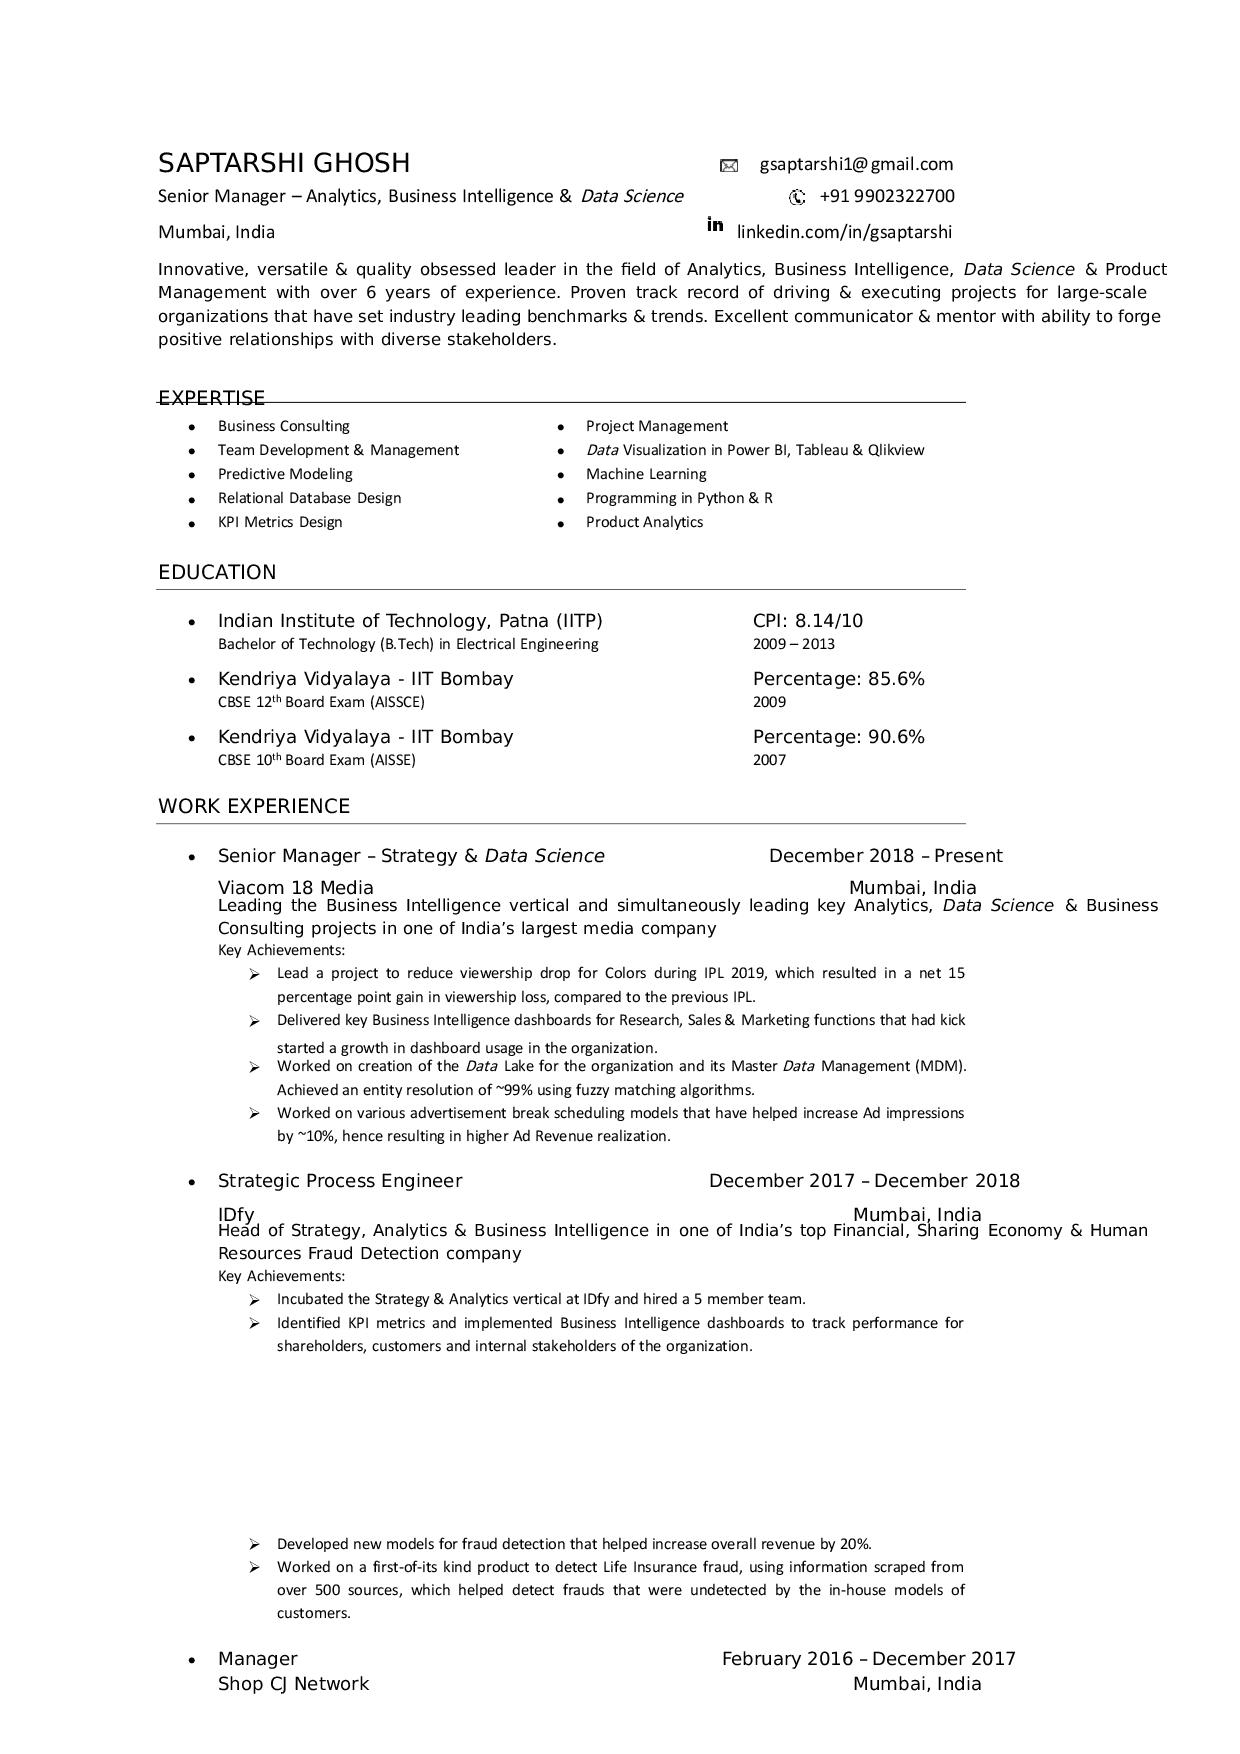 SAPTARSHI GHOSH gsaptarshi1@gmail.com
Senior Manager – Analytics, Business Intelligence & Data Science +91 9902322700
Mumbai, India in linkedin.com/in/gsaptarshi
Innovative, versatile & quality obsessed leader in the field of Analytics, Business Intelligence, Data Science & Product
Management with over 6 years of experience. Proven track record of driving & executing projects for large-scale
organizations that have set industry leading benchmarks & trends. Excellent communicator & mentor with ability to forge
positive relationships with diverse stakeholders.
EXPERTISE
• Business Consulting • Project Management
• Team Development & Management • Data Visualization in Power BI, Tableau & Qlikview
• Predictive Modeling • Machine Learning
• Relational Database Design • Programming in Python & R
• KPI Metrics Design • Product Analytics
EDUCATION
• Indian Institute of Technology, Patna (IITP) CPI: 8.14/10
Bachelor of Technology (B.Tech) in Electrical Engineering 2009 – 2013
• Kendriya Vidyalaya - IIT Bombay Percentage: 85.6%
CBSE 12th Board Exam (AISSCE) 2009
• Kendriya Vidyalaya - IIT Bombay Percentage: 90.6%
CBSE 10th Board Exam (AISSE) 2007
WORK EXPERIENCE
• Senior Manager – Strategy & Data Science December 2018 – Present
Viacom 18 Media Mumbai, India
Leading the Business Intelligence vertical and simultaneously leading key Analytics, Data Science & Business
Consulting projects in one of India’s largest media company
Key Achievements:
➢ Lead a project to reduce viewership drop for Colors during IPL 2019, which resulted in a net 15
percentage point gain in viewership loss, compared to the previous IPL.
➢ Delivered key Business Intelligence dashboards for Research, Sales & Marketing functions that had kick
started a growth in dashboard usage in the organization.
➢ Worked on creation of the Data Lake for the organization and its Master Data Management (MDM).
Achieved an entity resolution of ~99% using fuzzy matching algorithms.
➢ Worked on various advertisement break scheduling models that have helped increase Ad impressions
by ~10%, hence resulting in higher Ad Revenue realization.
• Strategic Process Engineer December 2017 – December 2018
IDfy Mumbai, India
Head of Strategy, Analytics & Business Intelligence in one of India’s top Financial, Sharing Economy & Human
Resources Fraud Detection company
Key Achievements:
➢ Incubated the Strategy & Analytics vertical at IDfy and hired a 5 member team.
➢ Identified KPI metrics and implemented Business Intelligence dashboards to track performance for
shareholders, customers and internal stakeholders of the organization.
➢ Developed new models for fraud detection that helped increase overall revenue by 20%.
➢ Worked on a first-of-its kind product to detect Life Insurance fraud, using information scraped from
over 500 sources, which helped detect frauds that were undetected by the in-house models of
customers.
• Manager February 2016 – December 2017
Shop CJ Network Mumbai, India